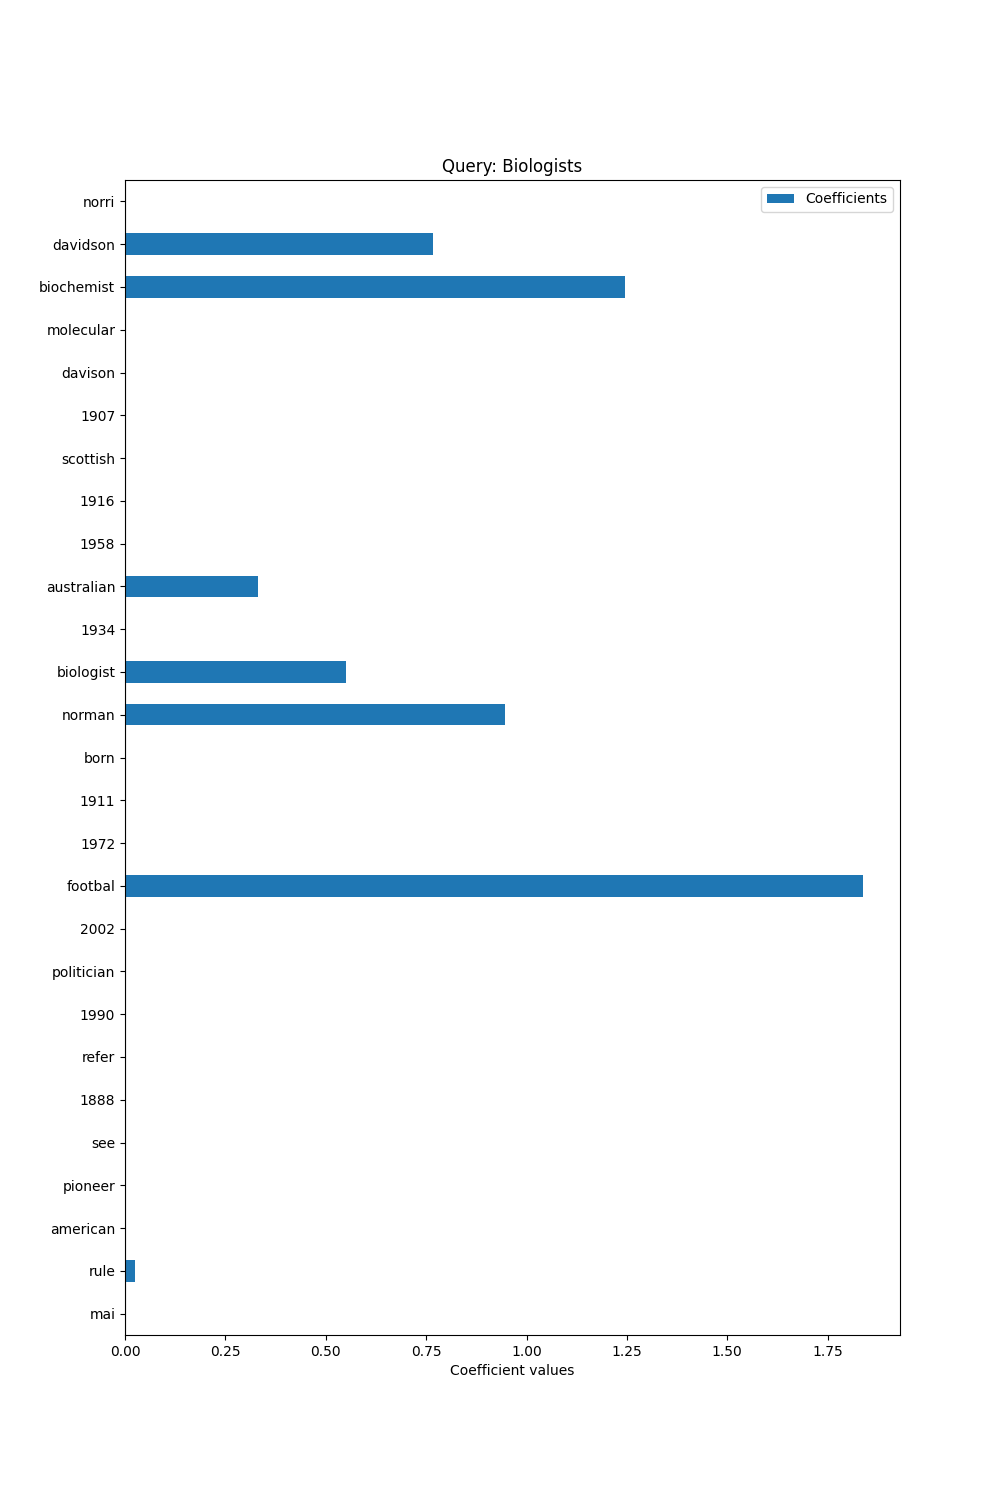 Query: Biologists
Coefficients
norri
davidson
biochemist
molecular
davison
1907
scottish
1916
1958
australian
1934
biologist
norman
born
1911
1972
footbal
2002
politician
1990
refer
1888
see
pioneer
american
rule
mai
0.00 0.25 0.50 0.75 1.00 1.25 1.50 1.75
Coefficient values